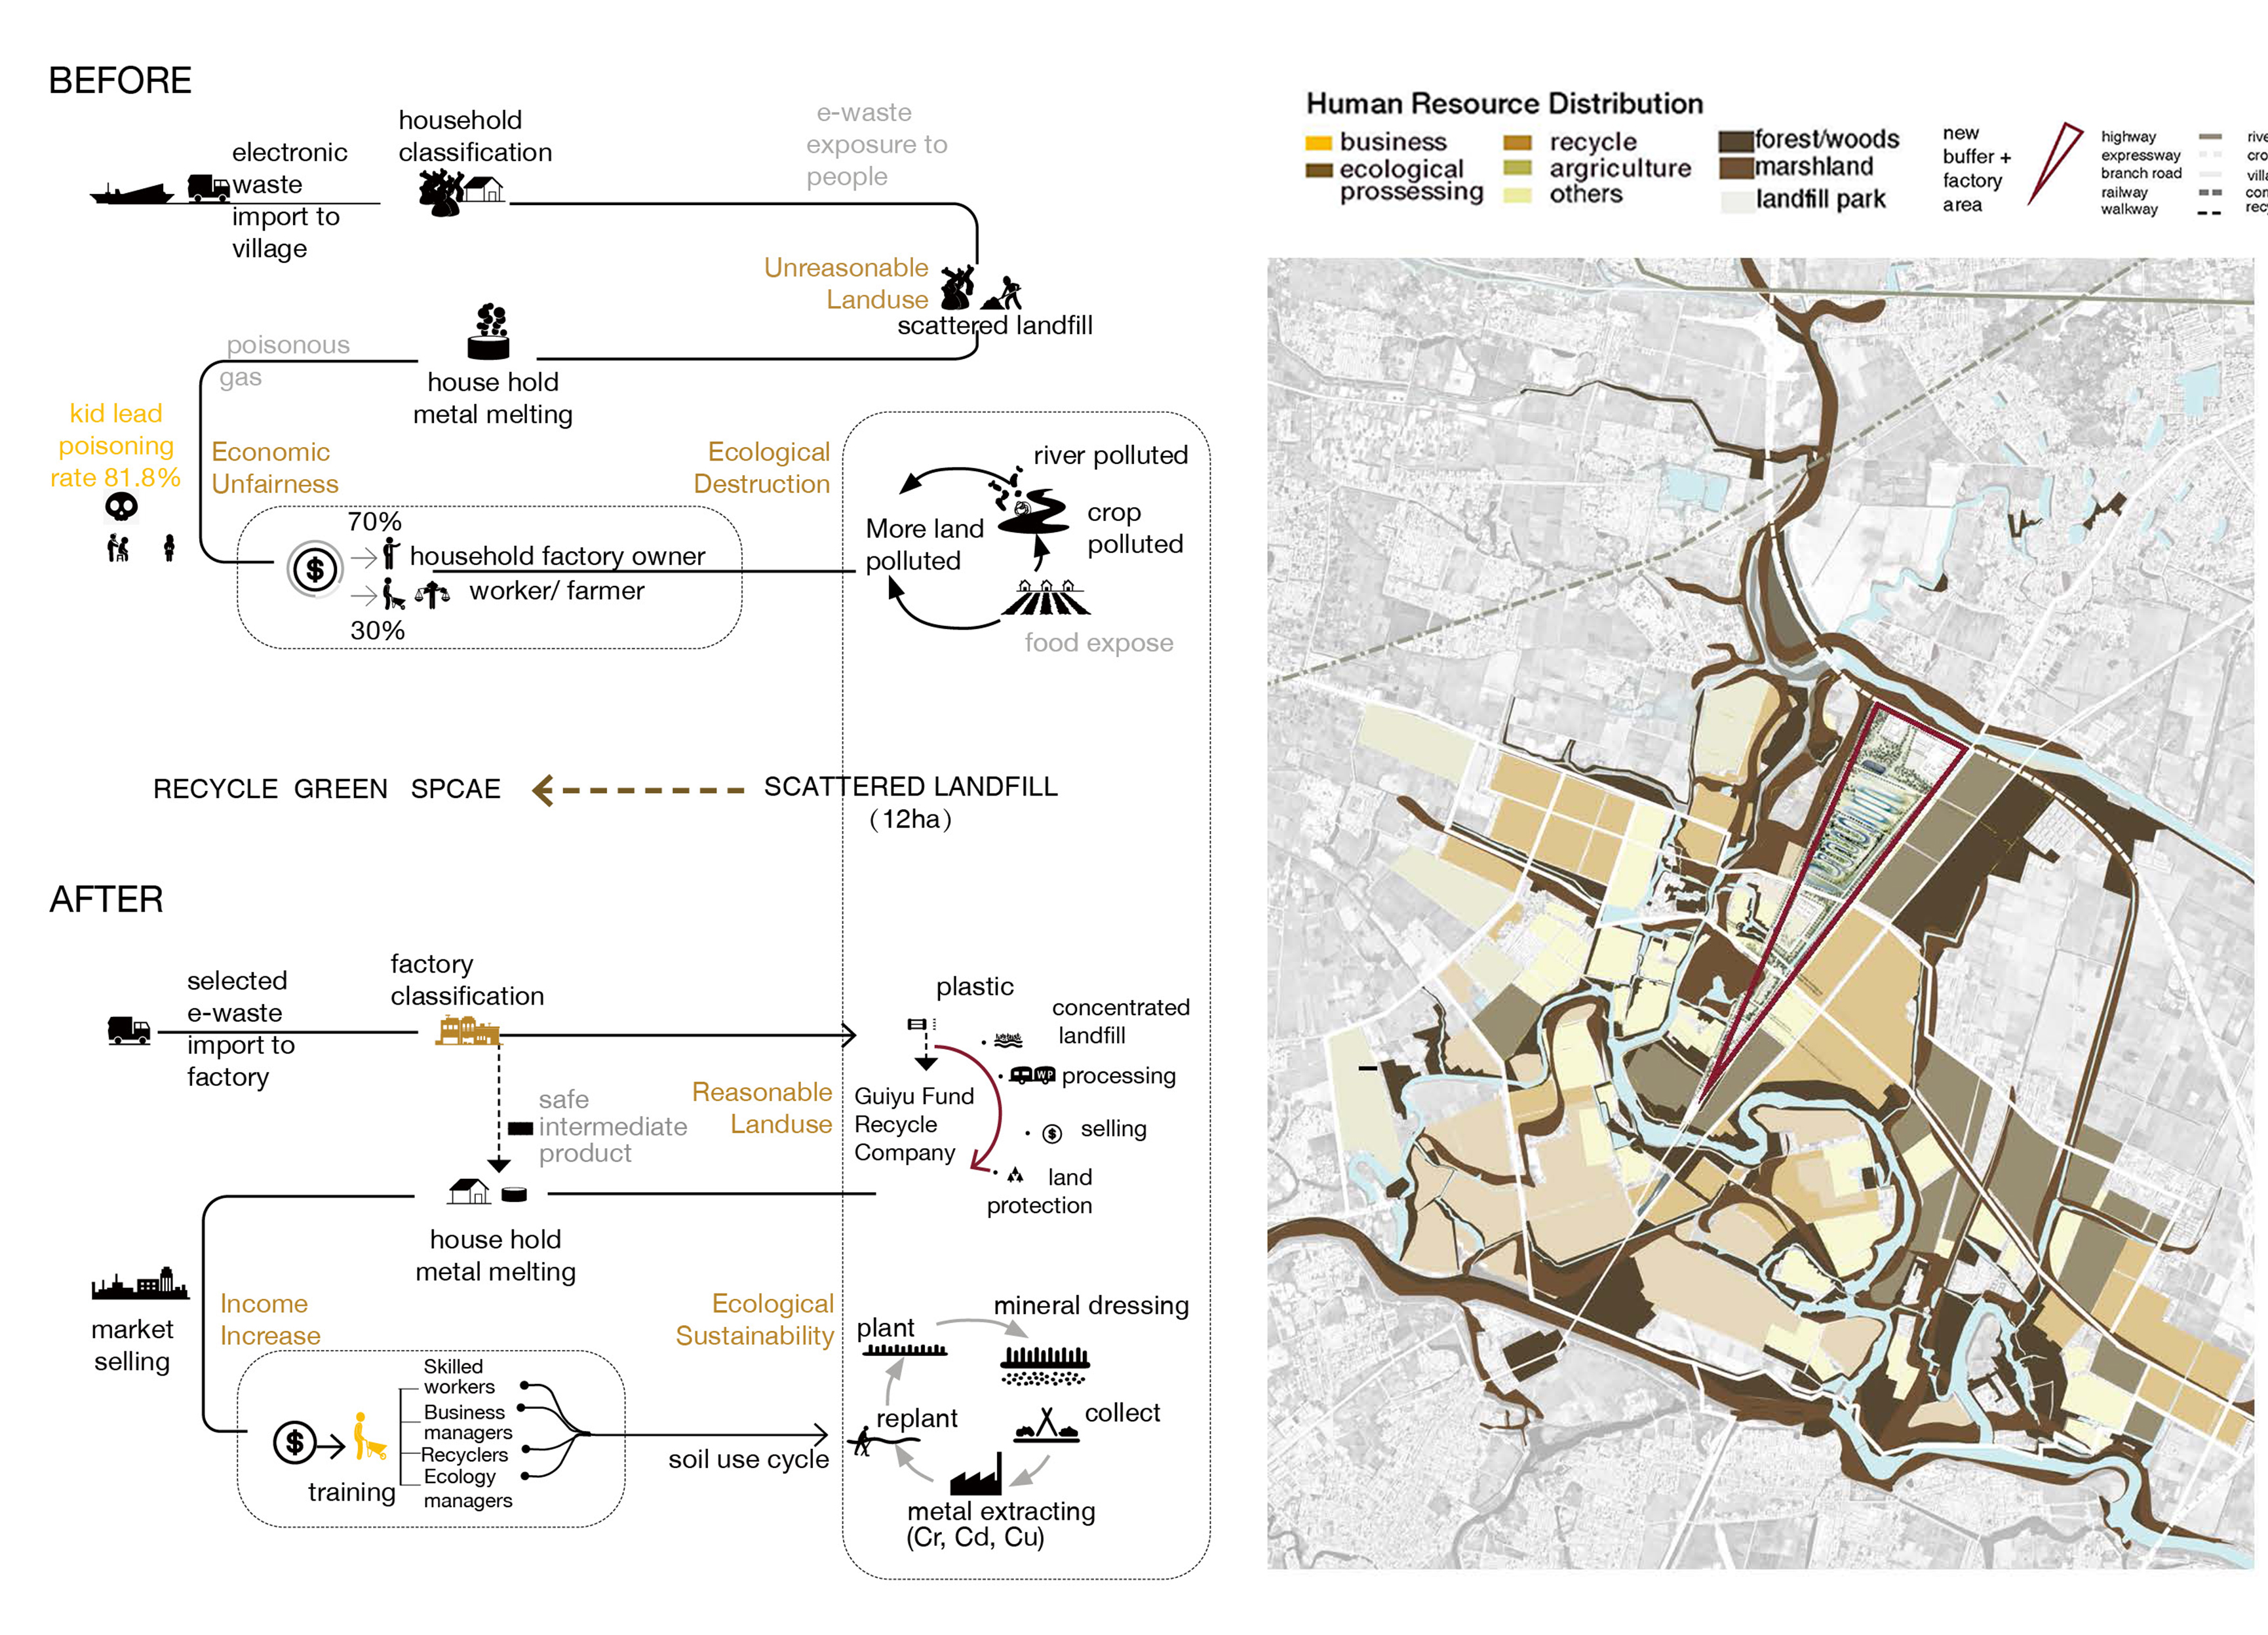 BEFORE
electronic
waste
import to
village
household
classification
e-waste
exposure to
people
Unreasonable
Landuse
scattered landfill
poisonous
gas
house hold
metal melting
kid lead
poisoning
rate 81.8%
Economic
Unfairness
Ecological
Destruction
70%
$
household factory owner
worker/ farmer
30%
river polluted
crop
polluted
More land
polluted
food expose
RECYCLE GREEN SPCAE
SCATTERED LANDFILL
(12ha)
AFTER
selected
e-waste
import to
factory
factory
classification
safe
intermediate
product
Reasonable
Landuse
plastic
concentrated
landfill
WP
processing
Guiyu Fund
Recycle
Company
$
selling
land
protection
house hold
metal melting
market
selling
Income
Increase
Ecological
Sustainability
$
training
Skilled
workers
Business
managers
Recyclers
Ecology
managers
soil use cycle
plant
mineral dressing
replant
collect
metal extracting
(Cr, Cd, Cu)
Human Resource Distribution
business
ecological
prossessing
recycle
argriculture
others
forest/woods
marshland
landfill park
new
buffer +
factory
area
highway
expressway
branch road
railway
walkway